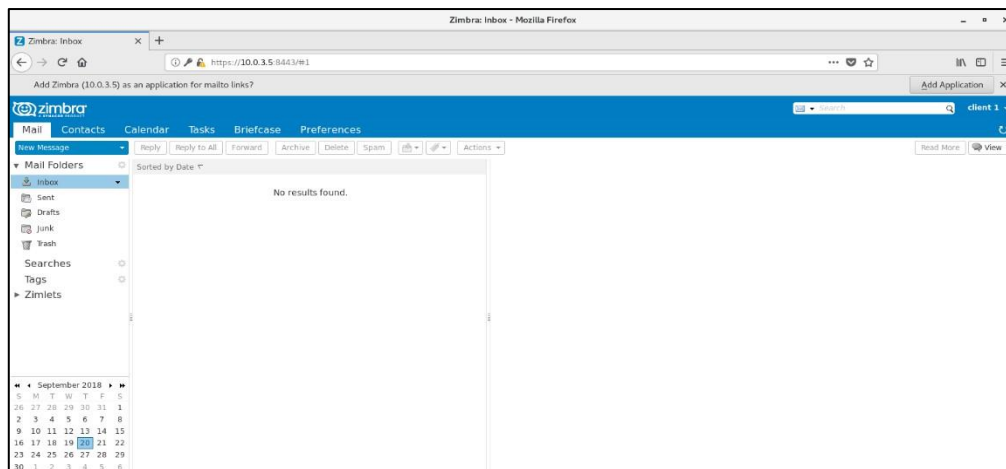 Zimbra: Inbox - Mozilla Firefox
Zimbra: Inbox
https://10.0.3.5:8443/#1
Add Zimbra (10.0.3.5) as an application for mailto links?
Add Application
zimbra
Search
client 1
Mail Contacts Calendar Tasks Briefcase Preferences
New Message Reply Reply to All Forward Archive Delete Spam Actions Read More View
Mail Folders
Sorted by Date
Inbox
No results found.
Sent
Drafts
Junk
Trash
Searches
Tags
Zimlets
September 2018
S M T W T F S
26 27 28 29 30 31 1
2 3 4 5 6 7 8
9 10 11 12 13 14 15
16 17 18 19 20 21 22
23 24 25 26 27 28 29
30 1 2 3 4 5 6